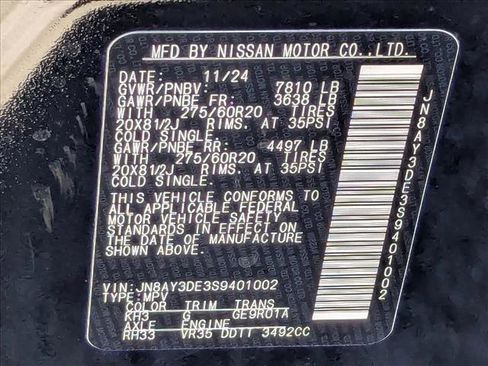 MFD BY NISSAN MOTOR CO.,LTD.
DATE: 11/24
GVWR/PNBV: 7810 LB
GAWR/PNBE FR: 3638 LB
WITH 275/60R20 TIRES
20X81/2J RIMS. AT 35PSI
COLD SINGLE.
GAWR/PNBE RR: 4497 LB
WITH 275/60R20 TIRES
20X81/2J RIMS. AT 35PSI
COLD SINGLE.
THIS VEHICLE CONFORMS TO
ALL APPLICABLE FEDERAL
MOTOR VEHICLE SAFETY
STANDARDS IN EFFECT ON
THE DATE OF MANUFACTURE
SHOWN ABOVE.
VIN:JN8AY3DE3S9401002
TYPE:MPV
COLOR TRIM TRANS
KH3 G GE9R01A
AXLE ENGINE
RH33 VR35 DDTT 3492CC
JN8AY3DE3S9401002